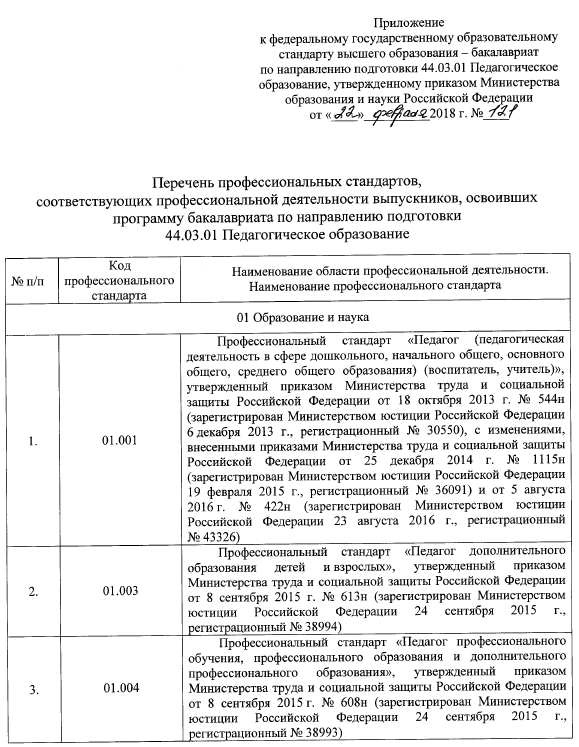 Приложение
к федеральному государственному образовательному
стандарту высшего образования – бакалавриат
по направлению подготовки 44.03.01 Педагогическое
образование, утвержденному приказом Министерства
образования и науки Российской Федерации
от «22» февраля 2018 г. № 121
Перечень профессиональных стандартов,
соответствующих профессиональной деятельности выпускников, освоивших
программу бакалавриата по направлению подготовки
44.03.01 Педагогическое образование
№ п/п
Код
профессионального
стандарта
Наименование области профессиональной деятельности.
Наименование профессионального стандарта
01 Образование и наука
1.
01.001
Профессиональный стандарт «Педагог (педагогическая
деятельность в сфере дошкольного, начального общего, основного
общего, среднего общего образования) (воспитатель, учитель)»,
утвержденный приказом Министерства труда и социальной
защиты Российской Федерации от 18 октября 2013 г. № 544н
(зарегистрирован Министерством юстиции Российской Федерации
6 декабря 2013 г., регистрационный № 30550), с изменениями,
внесенными приказами Министерства труда и социальной защиты
Российской Федерации от 25 декабря 2014 г. № 1115н
(зарегистрирован Министерством юстиции Российской Федерации
19 февраля 2015 г., регистрационный № 36091) и от 5 августа
2016 г. № 422н (зарегистрирован Министерством юстиции
Российской Федерации 23 августа 2016 г., регистрационный
№ 43326)
2.
01.003
Профессиональный стандарт «Педагог дополнительного
образования детей и взрослых», утвержденный приказом
Министерства труда и социальной защиты Российской Федерации
от 8 сентября 2015 г. № 613н (зарегистрирован Министерством
юстиции Российской Федерации 24 сентября 2015 г.,
регистрационный № 38994)
3.
01.004
Профессиональный стандарт «Педагог профессионального
обучения, профессионального образования и дополнительного
профессионального образования», утвержденный приказом
Министерства труда и социальной защиты Российской Федерации
от 8 сентября 2015 г. № 608н (зарегистрирован Министерством
юстиции Российской Федерации 24 сентября 2015 г.,
регистрационный № 38993)